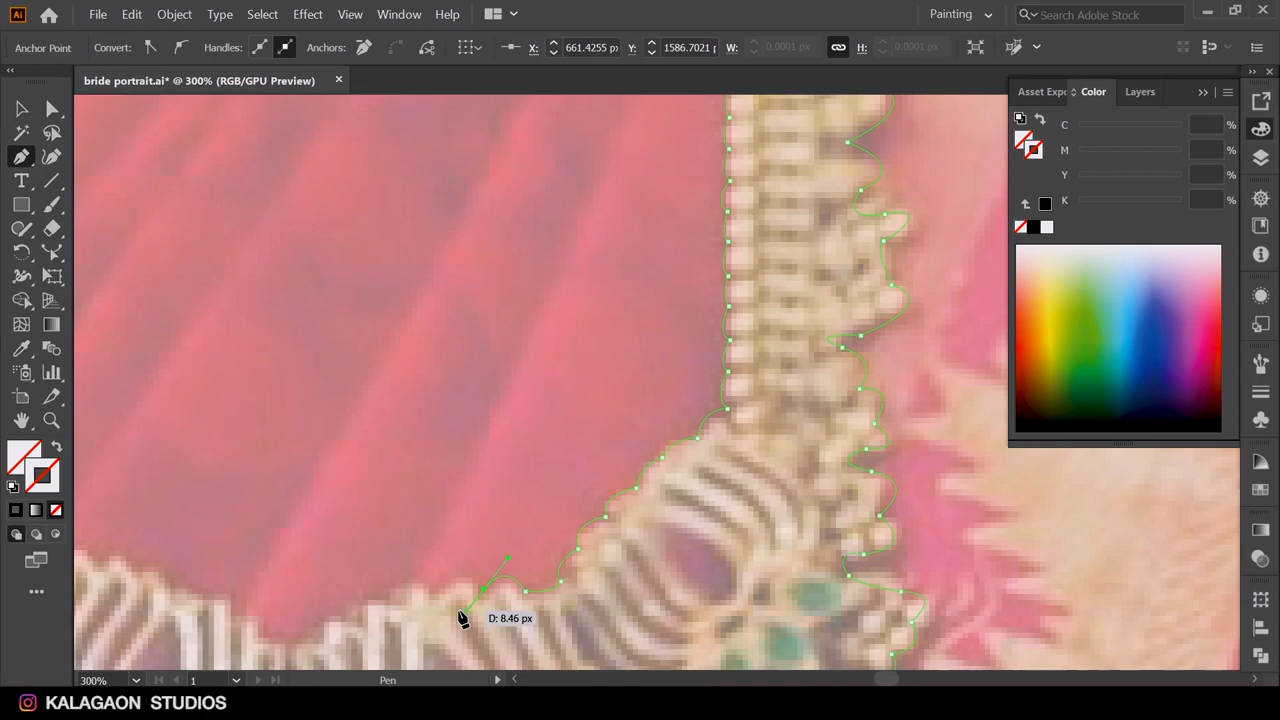 Ai File Edit Object Type Select Effect View Window Help Painting Search Adobe Stock
Anchor Point Convert: Handles: Anchors: X: 661.4255 px Y: 1586.7021 W: 0.0001 px H: 0.0001 px
bride portrait.ai* @ 300% (RGB/GPU Preview) ×
Asset Expo Color Layers
C %
M %
Y %
K %
D: 8.46 px
300% 1 Pen
KALAGAON STUDIOS